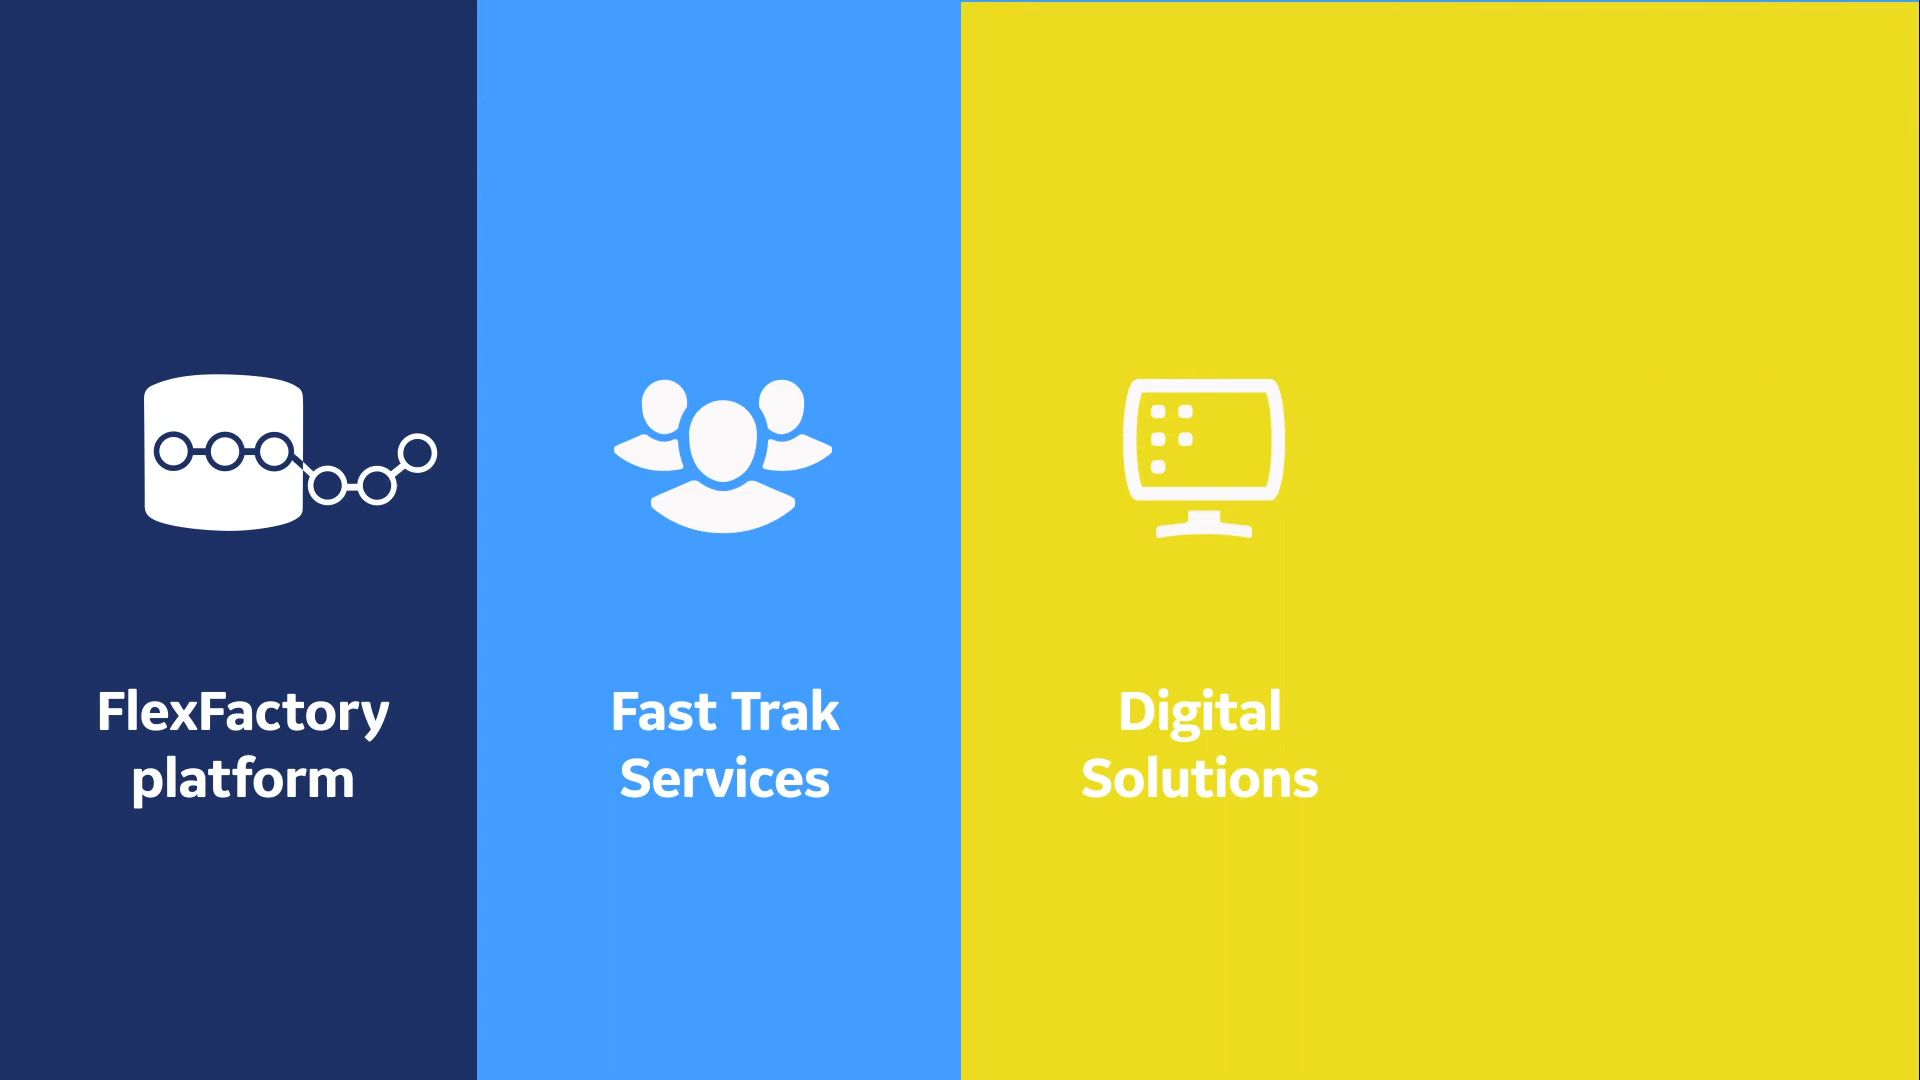 FlexFactory
platform
Fast Trak
Services
Digital
Solutions